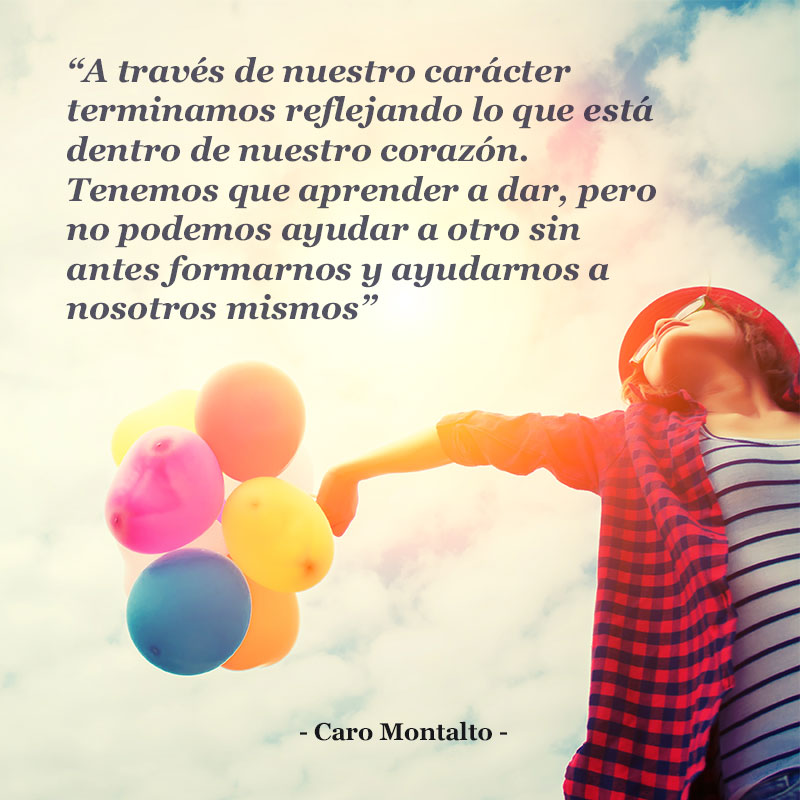 “A través de nuestro carácter
terminamos reflejando lo que está
dentro de nuestro corazón.
Tenemos que aprender a dar, pero
no podemos ayudar a otro sin
antes formarnos y ayudarnos a
nosotros mismos”
- Caro Montalto -